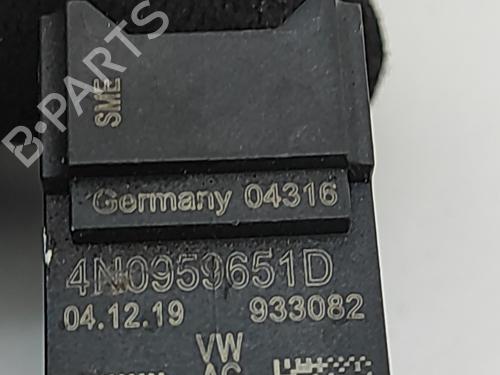 B-PARTS
SME
Germany 04316
4N0959651D
04.12.19 933082
VW
AG